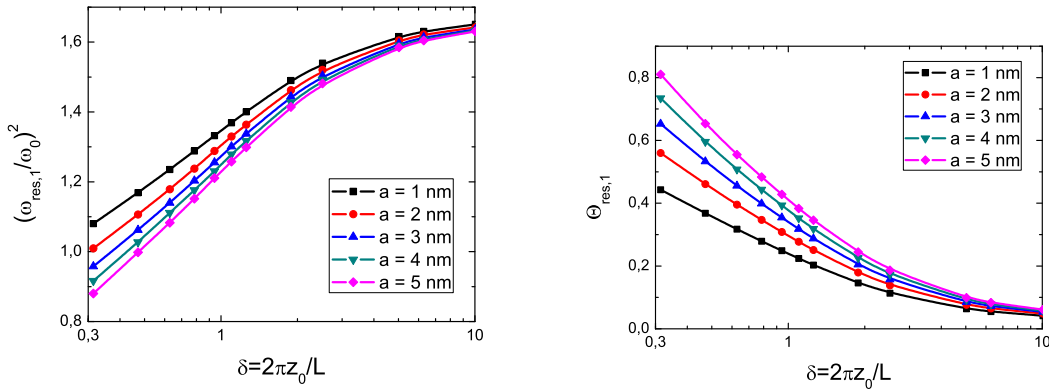 1,6
1,4
1,2
1,0
0,8
0,3
1
10
(ω_res,1/ω_0)^2
δ=2πz_0/L
a = 1 nm
a = 2 nm
a = 3 nm
a = 4 nm
a = 5 nm
0,8
0,6
0,4
0,2
0,0
0,3
1
10
Θ_res,1
δ=2πz_0/L
a = 1 nm
a = 2 nm
a = 3 nm
a = 4 nm
a = 5 nm